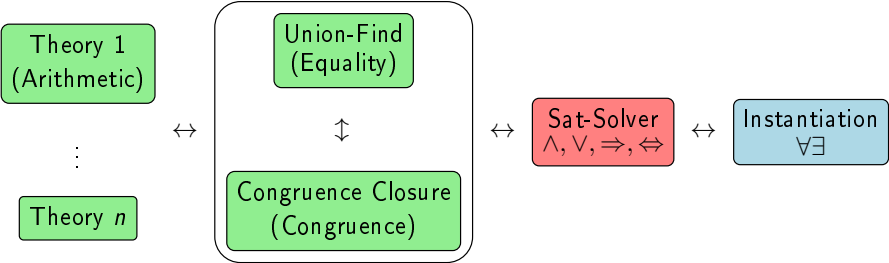 Theory 1
(Arithmetic)
⋮
Theory n
↔
Union-Find
(Equality)
↕
Congruence Closure
(Congruence)
↔
Sat-Solver
∧, ∨, ⇒, ⇔
↔
Instantiation
∀∃